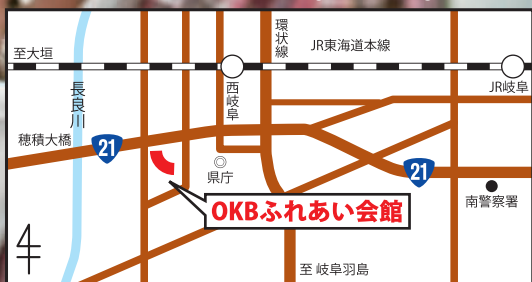 環状線
JR東海道本線
至大垣
長良川
西岐阜
JR岐阜
穂積大橋
21
県庁
21
南警察署
OKBふれあい会館
至 岐阜羽島